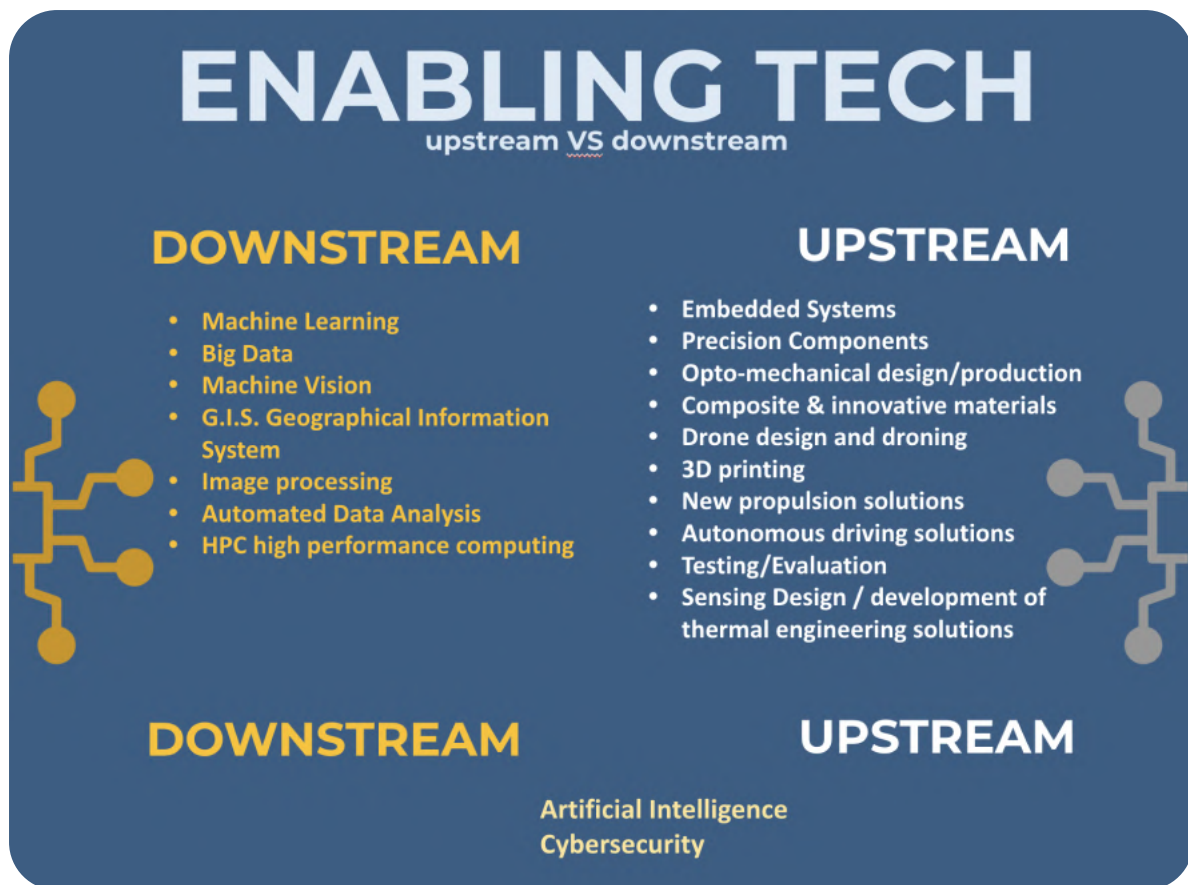 ENABLING TECH
upstream VS downstream
DOWNSTREAM
• Machine Learning
• Big Data
• Machine Vision
• G.I.S. Geographical Information
System
• Image processing
• Automated Data Analysis
• HPC high performance computing
UPSTREAM
• Embedded Systems
• Precision Components
• Opto-mechanical design/production
• Composite & innovative materials
• Drone design and droning
• 3D printing
• New propulsion solutions
• Autonomous driving solutions
• Testing/Evaluation
• Sensing Design / development of
thermal engineering solutions
DOWNSTREAM
UPSTREAM
Artificial Intelligence
Cybersecurity